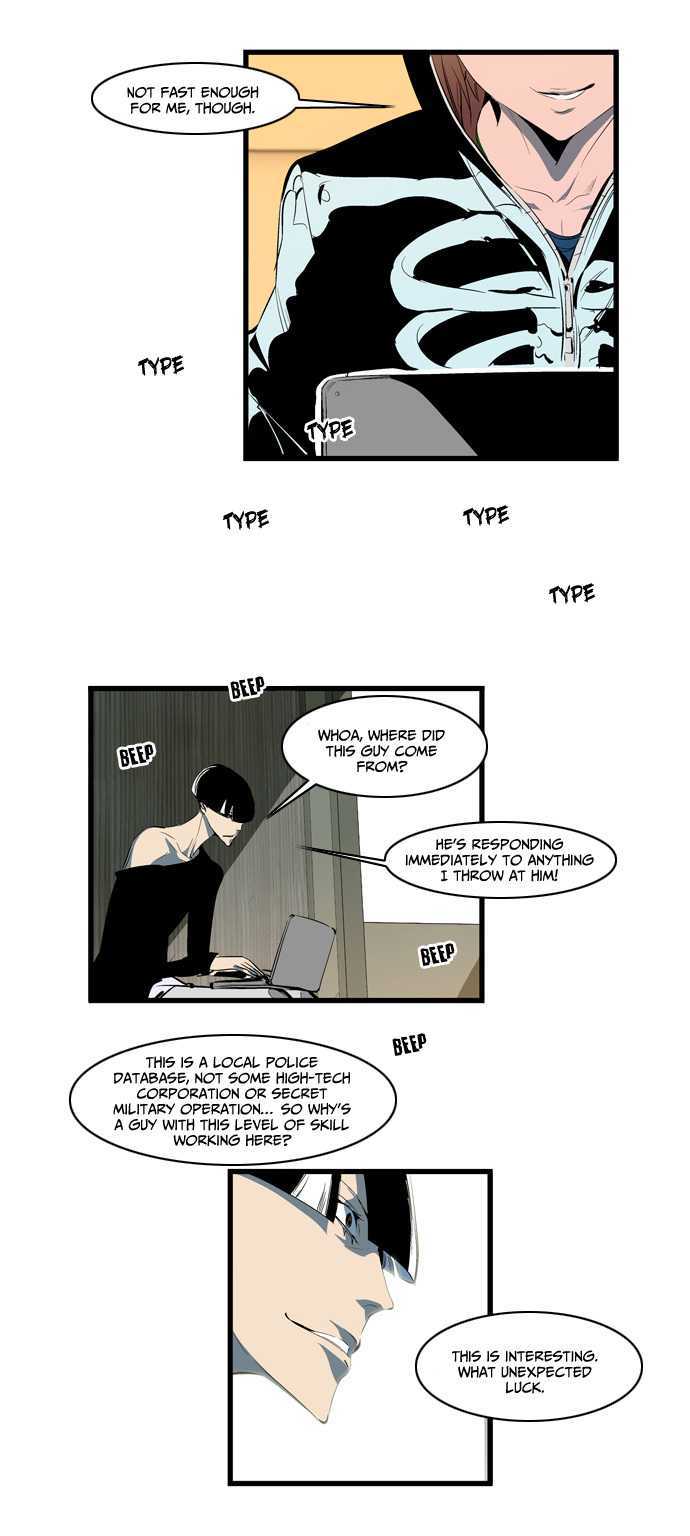 NOT FAST ENOUGH
FOR ME, THOUGH.
TYPE
TYPE
TYPE
TYPE
TYPE
BEEP
BEEP
WHOA, WHERE DID
THIS GUY COME
FROM?
HE'S RESPONDING
IMMEDIATELY TO ANYTHING
I THROW AT HIM!
BEEP
BEEP
THIS IS A LOCAL POLICE
DATABASE, NOT SOME HIGH-TECH
CORPORATION OR SECRET
MILITARY OPERATION... SO WHY'S
A GUY WITH THIS LEVEL OF SKILL
WORKING HERE?
THIS IS INTERESTING.
WHAT UNEXPECTED
LUCK.